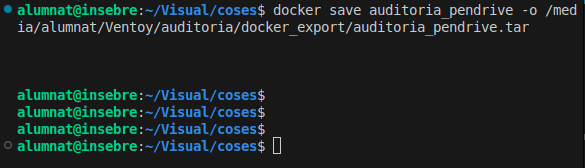 alumnat@insebre:~/Visual/coses$ docker save auditoria_pendrive -o /med
ia/alumnat/Ventoy/auditoria/docker_export/auditoria_pendrive.tar
alumnat@insebre:~/Visual/coses$
alumnat@insebre:~/Visual/coses$
alumnat@insebre:~/Visual/coses$
alumnat@insebre:~/Visual/coses$